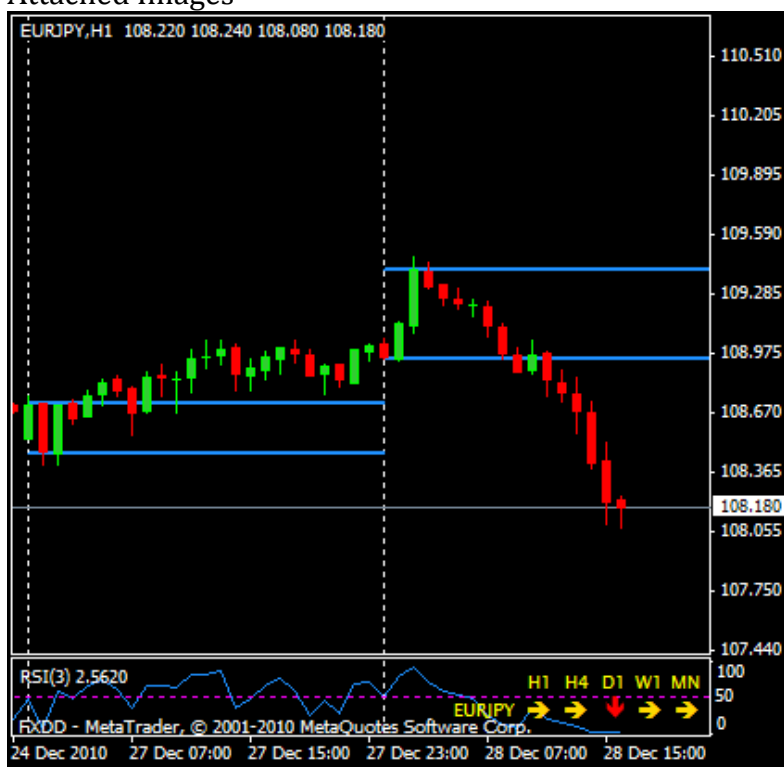 Attached Images
EURJPY,H1 108.220 108.240 108.080 108.180
110.510
110.205
109.895
109.590
109.285
108.975
108.670
108.365
108.180
108.055
107.750
107.440
RSI(3) 2.5620
100
50
0
H1 H4 D1 W1 MN
EURJPY
FXDD - MetaTrader, © 2001-2010 MetaQuotes Software Corp.
24 Dec 2010 27 Dec 07:00 27 Dec 15:00 27 Dec 23:00 28 Dec 07:00 28 Dec 15:00